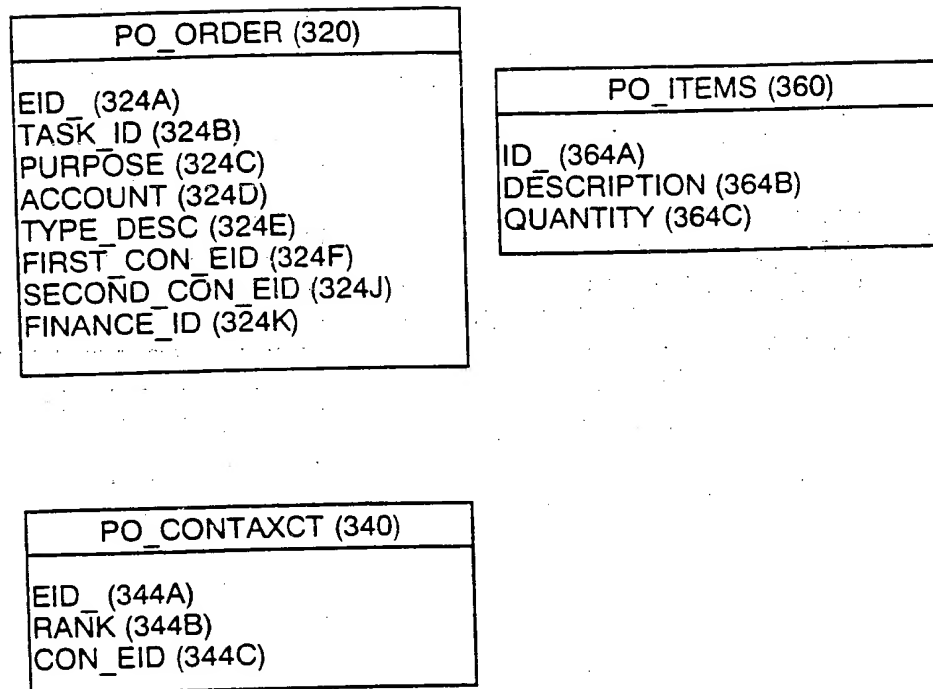 PO_ORDER (320)
EID_ (324A)
TASK_ID (324B)
PURPOSE (324C)
ACCOUNT (324D)
TYPE_DESC (324E)
FIRST_CON_EID (324F)
SECOND_CON_EID (324J)
FINANCE_ID (324K)
PO_ITEMS (360)
ID_ (364A)
DESCRIPTION (364B)
QUANTITY (364C)
PO_CONTAXCT (340)
EID_ (344A)
RANK (344B)
CON_EID (344C)